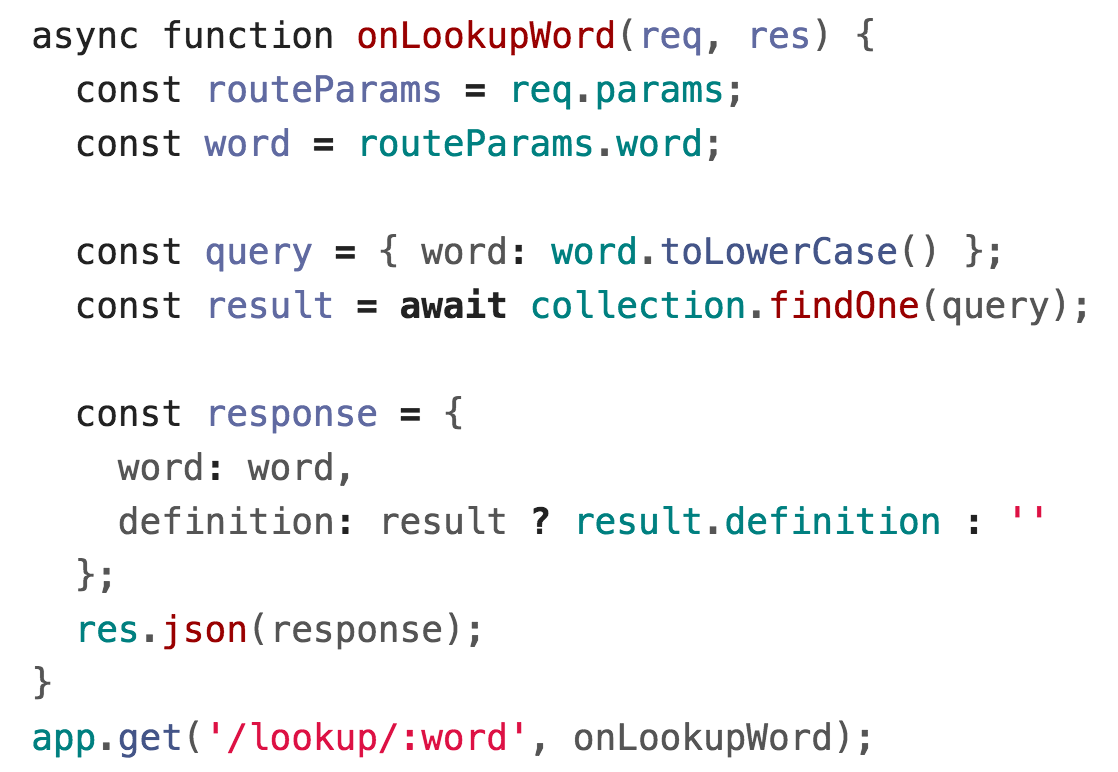 async function onLookupWord(req, res) {
  const routeParams = req.params;
  const word = routeParams.word;

  const query = { word: word.toLowerCase() };
  const result = await collection.findOne(query);

  const response = {
    word: word,
    definition: result ? result.definition : ''
  };
  res.json(response);
}
app.get('/lookup/:word', onLookupWord);